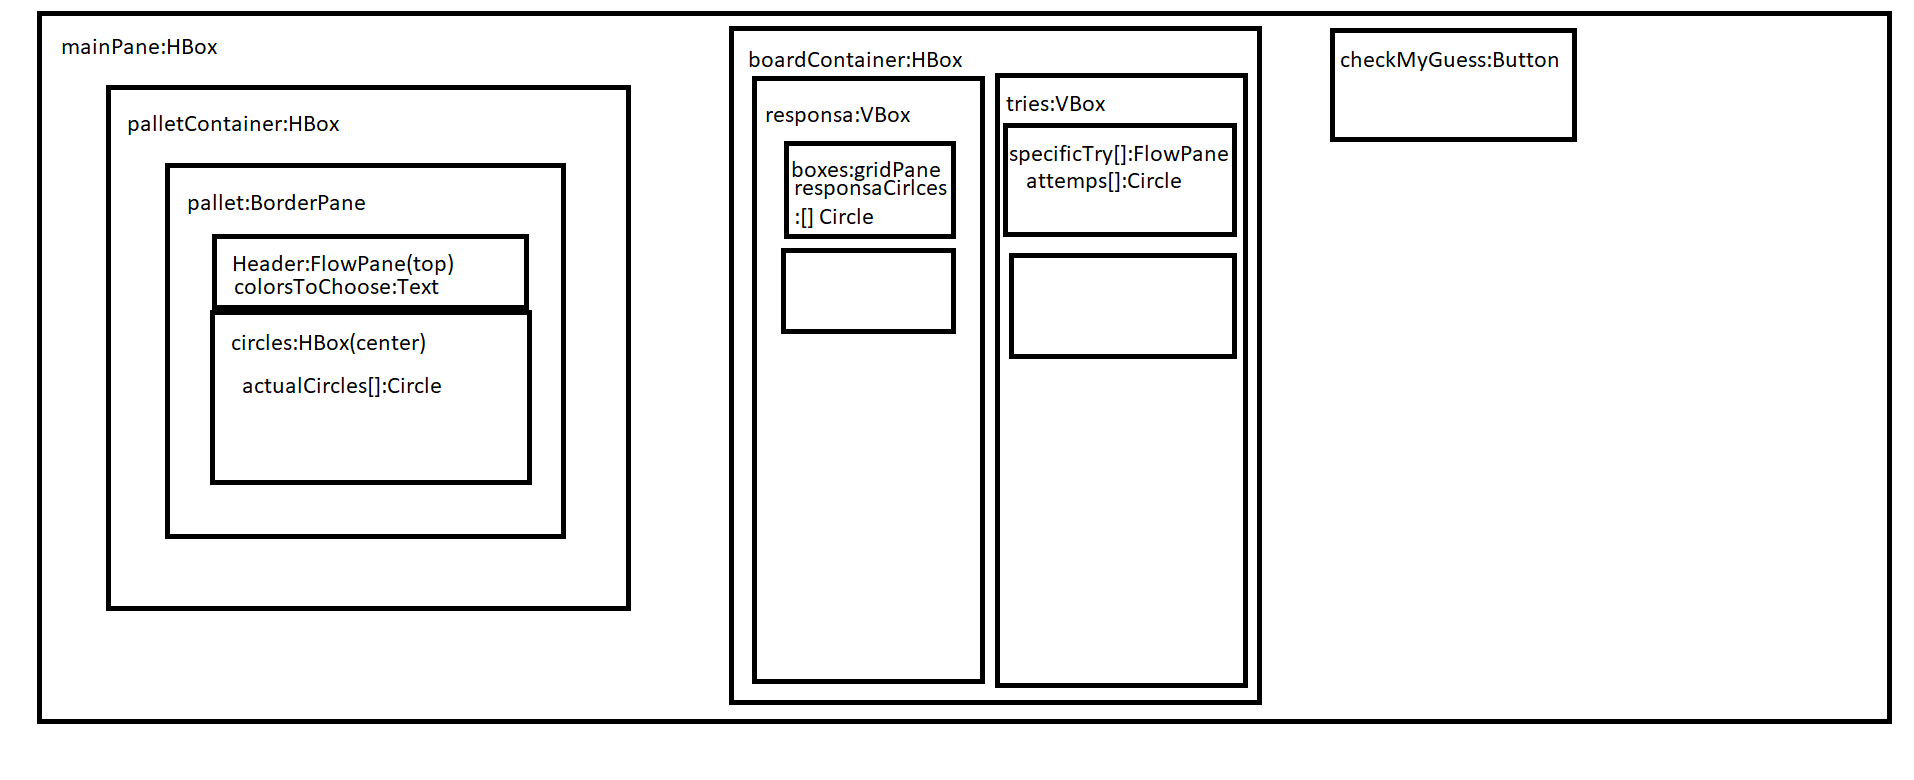 mainPane:HBox
palletContainer:HBox
pallet:BorderPane
Header:FlowPane(top)
colorsToChoose:Text
circles:HBox(center)
actualCircles[]:Circle
boardContainer:HBox
responsa:VBox
boxes:gridPane
responsaCirlces
:[] Circle
tries:VBox
specificTry[]:FlowPane
attemps[]:Circle
checkMyGuess:Button